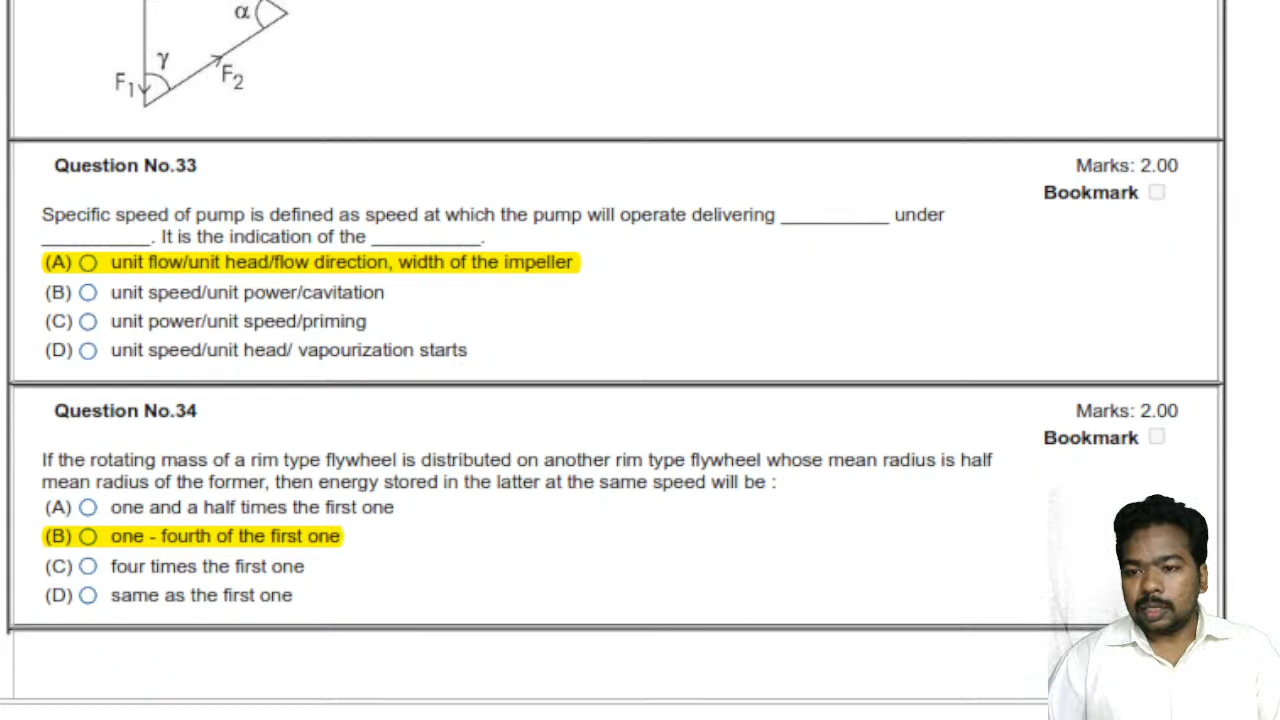 α
γ
F1
F2
Question No.33
Marks: 2.00
Bookmark
Specific speed of pump is defined as speed at which the pump will operate delivering __________ under
__________. It is the indication of the __________.
(A) unit flow/unit head/flow direction, width of the impeller
(B) unit speed/unit power/cavitation
(C) unit power/unit speed/priming
(D) unit speed/unit head/ vapourization starts
Question No.34
Marks: 2.00
Bookmark
If the rotating mass of a rim type flywheel is distributed on another rim type flywheel whose mean radius is half
mean radius of the former, then energy stored in the latter at the same speed will be :
(A) one and a half times the first one
(B) one - fourth of the first one
(C) four times the first one
(D) same as the first one